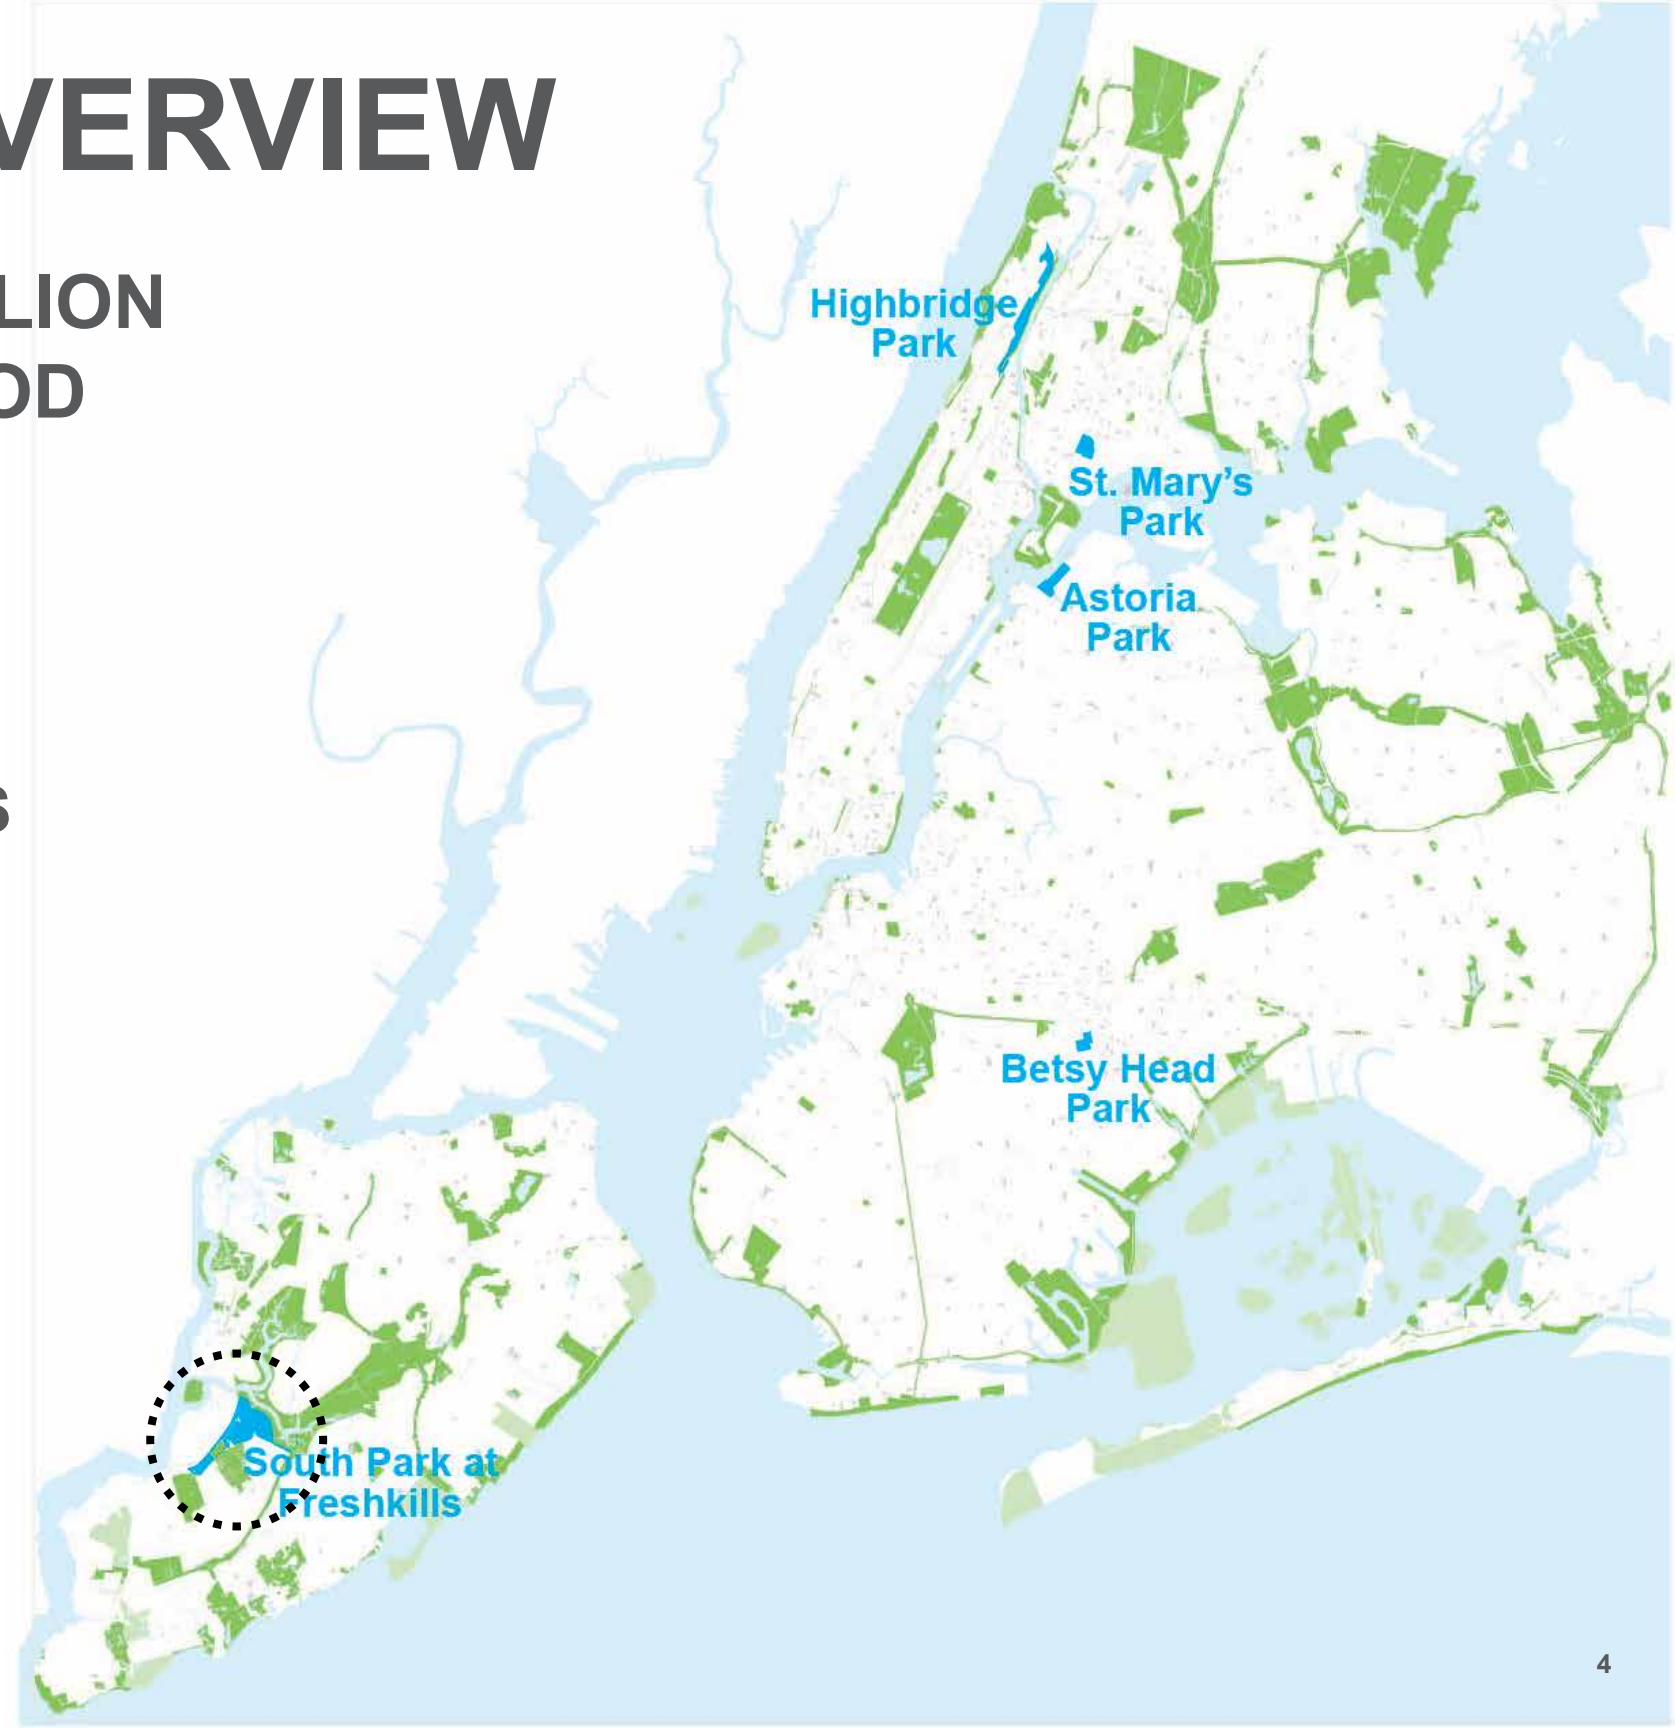 VERVIEW
LION
OD
S
Highbridge
Park
St. Mary's
Park
Astoria
Park
Betsy Head
Park
South Park at
Freshkills
4